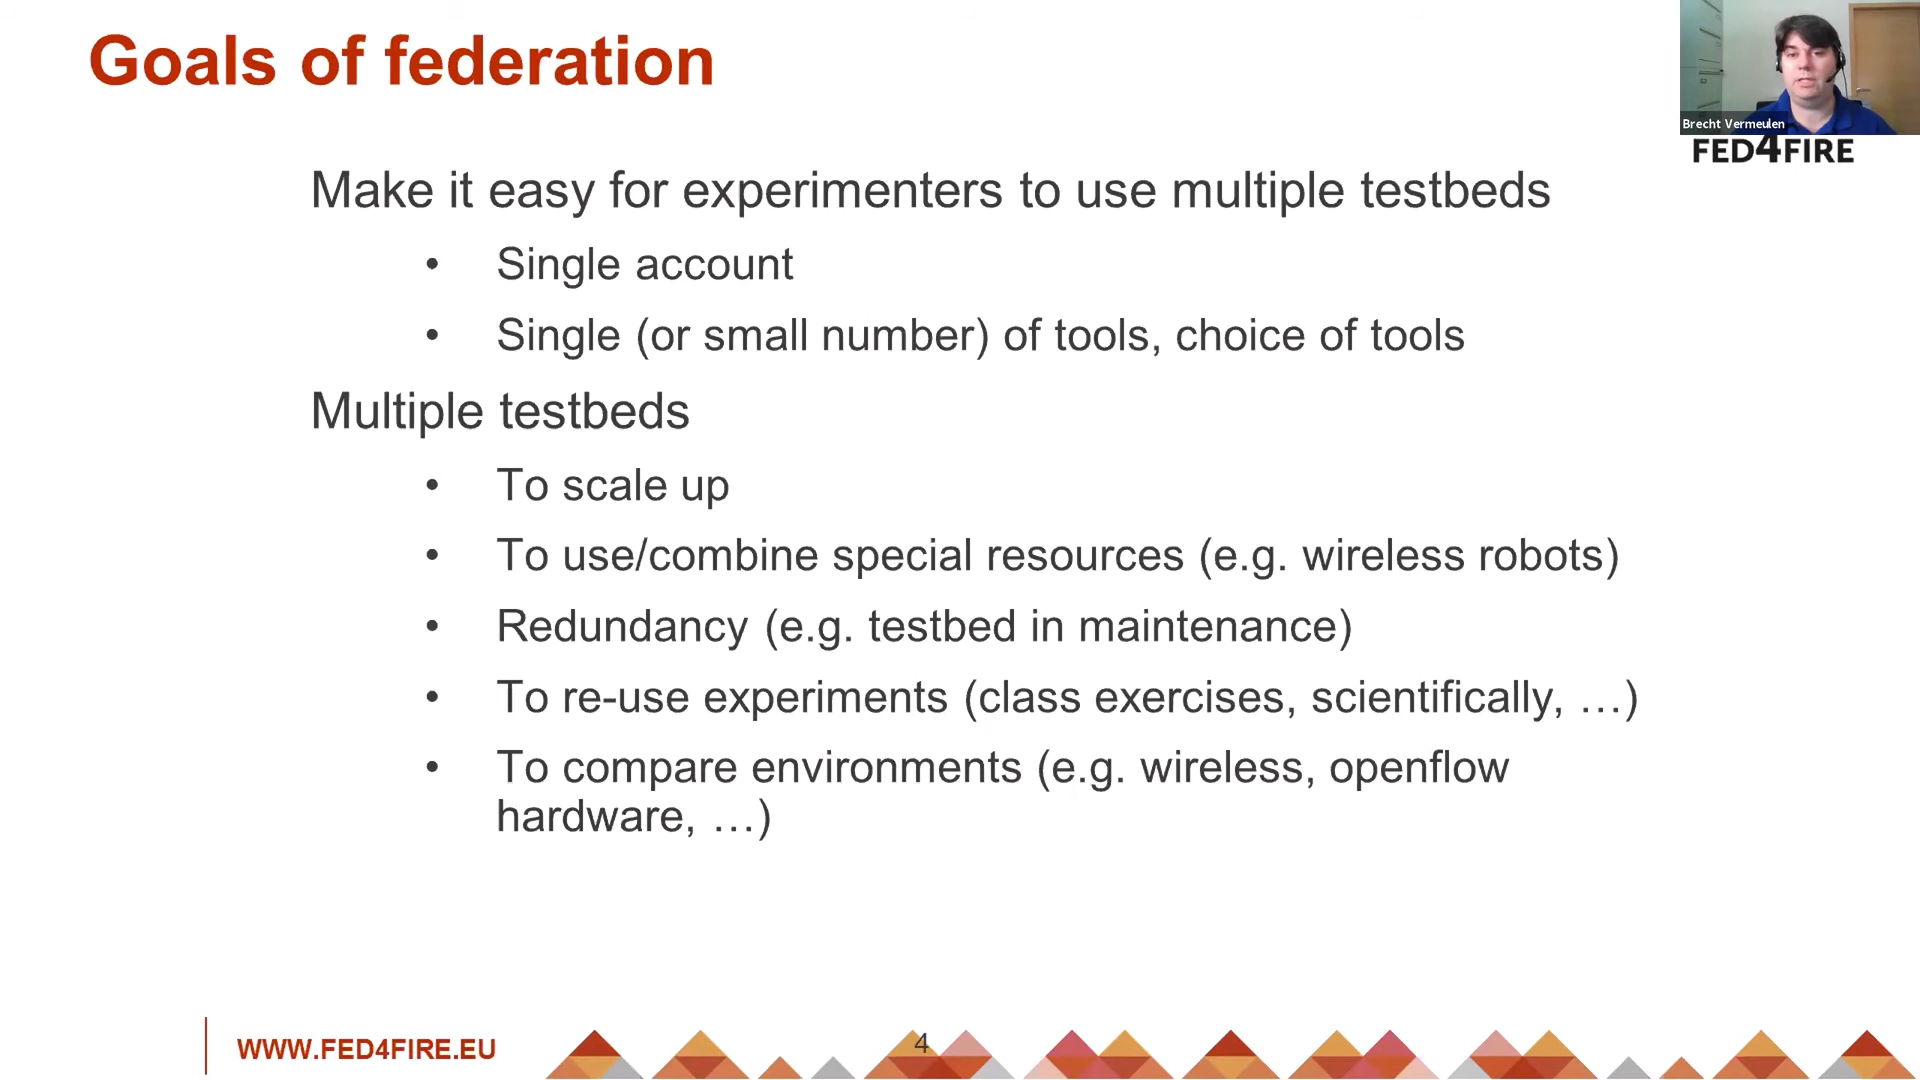 Goals of federation
Brecht Vermeulen
FED4FIRE
Make it easy for experimenters to use multiple testbeds
• Single account
• Single (or small number) of tools, choice of tools
Multiple testbeds
• To scale up
• To use/combine special resources (e.g. wireless robots)
• Redundancy (e.g. testbed in maintenance)
• To re-use experiments (class exercises, scientifically, …)
• To compare environments (e.g. wireless, openflow
hardware, …)
WWW.FED4FIRE.EU
4